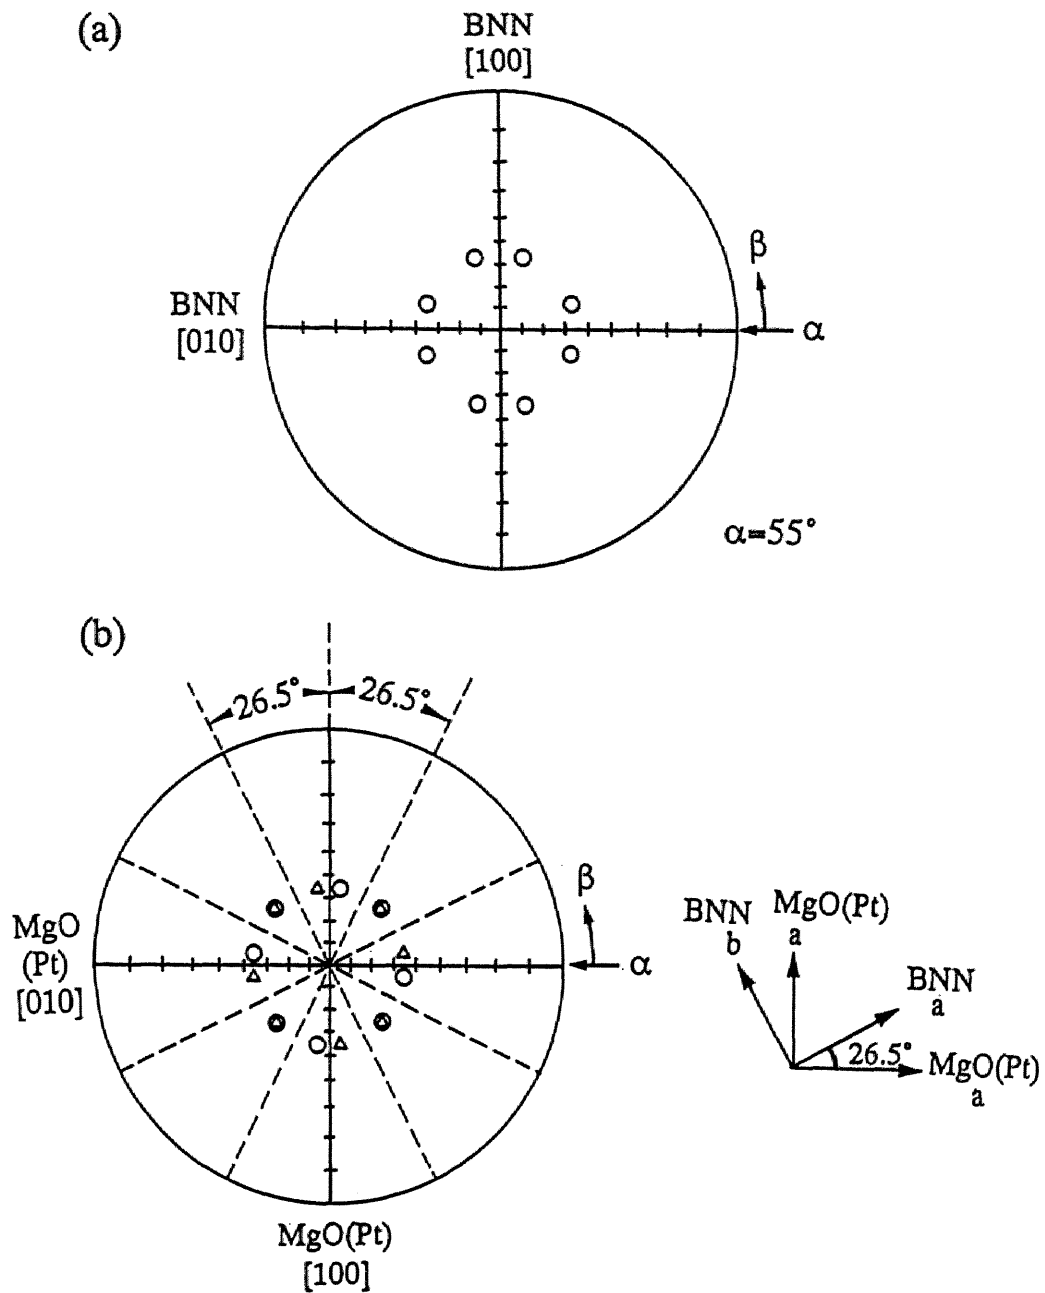 (a)
BNN
[100]
β
BNN
[010]
α
α=55°
(b)
26.5°
26.5°
β
MgO
(Pt)
[010]
α
BNN
b
MgO(Pt)
a
BNN
a
26.5°
MgO(Pt)
a
MgO(Pt)
[100]